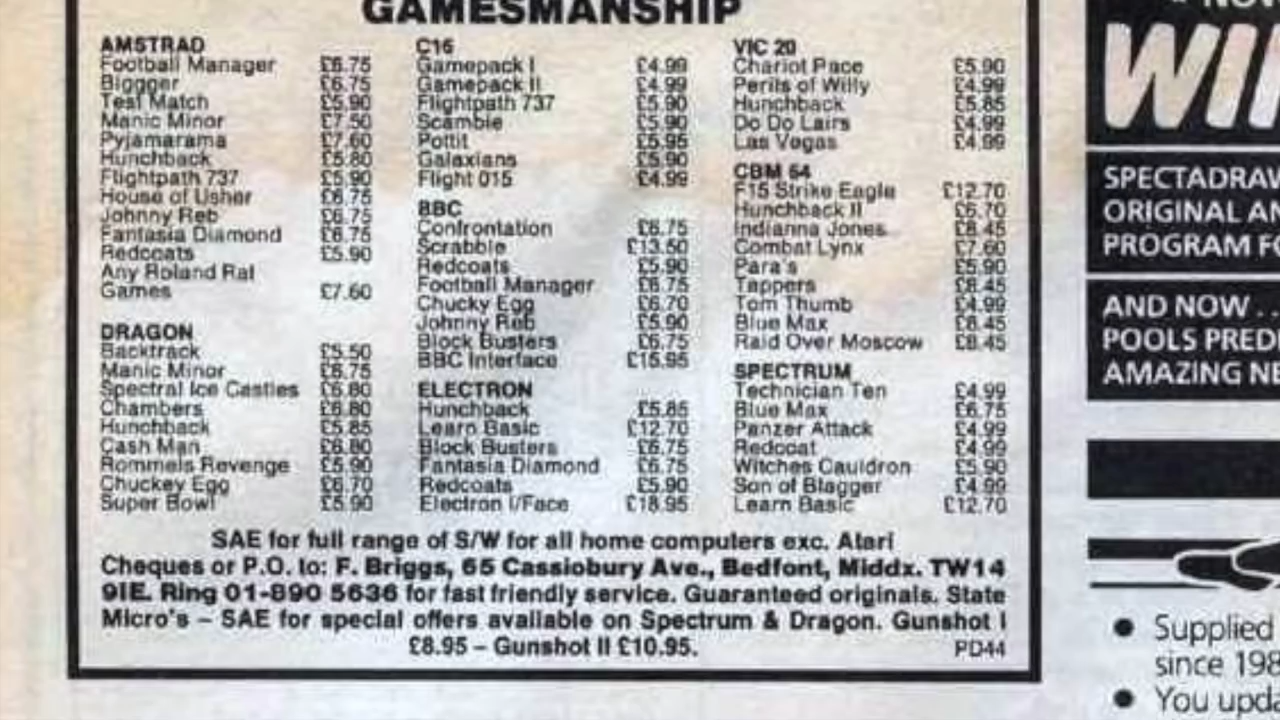 GAMESMANSHIP
AMSTRAD
Football Manager £6.75
Blogger £6.75
Test Match £5.90
Manic Minor £7.50
Pyjamarama £7.60
Hunchback £5.80
Flightpath 737 £5.90
House of Usher £6.75
Johnny Reb £6.75
Fantasia Diamond £6.75
Redcoats £5.90
Any Roland Rat
Games £7.60
DRAGON
Backtrack £5.50
Manic Minor £6.75
Spectral Ice Castles £6.80
Chambers £6.80
Hunchback £5.85
Cash Man £6.80
Rommels Revenge £5.90
Chuckey Egg £6.70
Super Bowl £5.90
C16
Gamepack I £4.99
Gamepack II £4.99
Flightpath 737 £5.90
Scamble £5.90
Pottit £5.95
Galaxians £5.90
Flight 015 £4.99
BBC
Confrontation £6.75
Scrabble £13.50
Redcoats £5.90
Football Manager £6.75
Chucky Egg £6.70
Johnny Reb £5.90
Block Busters £6.75
BBC Interface £15.95
ELECTRON
Hunchback £5.85
Learn Basic £12.70
Block Busters £6.75
Fantasia Diamond £6.75
Redcoats £5.90
Electron I/Face £18.95
VIC 20
Chariot Pace £5.90
Perils of Willy £4.99
Hunchback £5.85
Do Do Lairs £4.99
Las Vegas £4.99
CBM 64
F15 Strike Eagle £12.70
Hunchback II £6.70
Indianna Jones £8.45
Combat Lynx £7.60
Para's £5.90
Tappers £8.45
Tom Thumb £4.99
Blue Max £8.45
Raid Over Moscow £8.45
SPECTRUM
Technician Ten £4.99
Blue Max £6.75
Panzer Attack £4.99
Redcoat £4.99
Witches Cauldron £5.90
Son of Blagger £4.99
Learn Basic £12.70
SAE for full range of S/W for all home computers exc. Atari
Cheques or P.O. to: F. Briggs, 65 Cassiobury Ave., Bedfont, Middx. TW14
9IE. Ring 01-890 5636 for fast friendly service. Guaranteed originals. State
Micro's – SAE for special offers available on Spectrum & Dragon. Gunshot I
£8.95 – Gunshot II £10.95. PD44
SPECTADRAW
ORIGINAL AN
PROGRAM FO
AND NOW . .
POOLS PREDI
AMAZING NE
● Supplied
since 198
● You upda